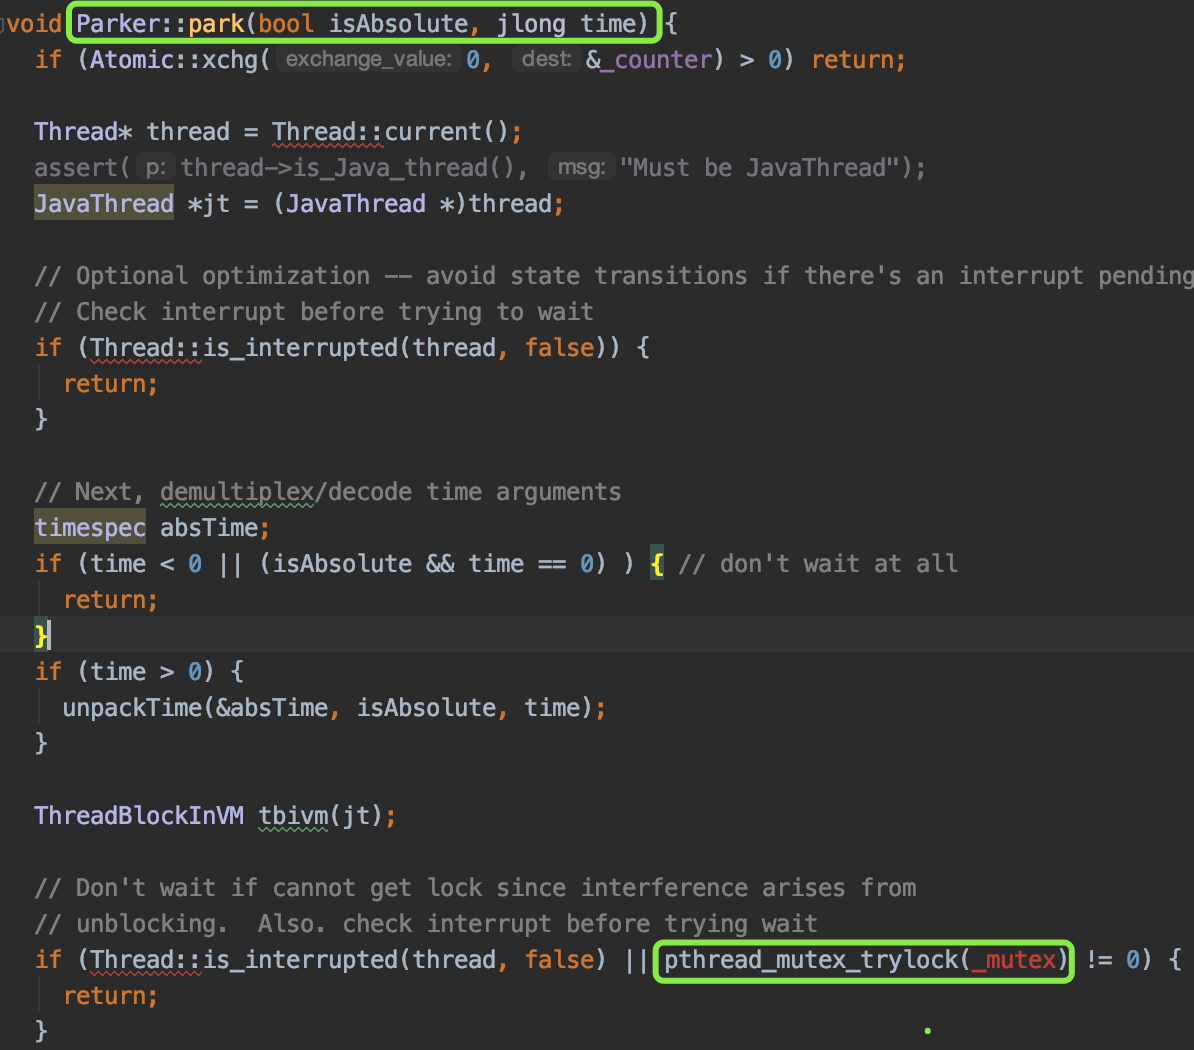 void Parker::park(bool isAbsolute, jlong time) {
if (Atomic::xchg( exchange_value: 0, dest: &_counter) > 0) return;
Thread* thread = Thread::current();
assert( p: thread->is_Java_thread(), msg: "Must be JavaThread");
JavaThread *jt = (JavaThread *)thread;
// Optional optimization -- avoid state transitions if there's an interrupt pending
// Check interrupt before trying to wait
if (Thread::is_interrupted(thread, false)) {
return;
}
// Next, demultiplex/decode time arguments
timespec absTime;
if (time < 0 || (isAbsolute && time == 0) ) { // don't wait at all
return;
}
if (time > 0) {
unpackTime(&absTime, isAbsolute, time);
}
ThreadBlockInVM tbivm(jt);
// Don't wait if cannot get lock since interference arises from
// unblocking.  Also. check interrupt before trying wait
if (Thread::is_interrupted(thread, false) || pthread_mutex_trylock(_mutex) != 0) {
return;
}